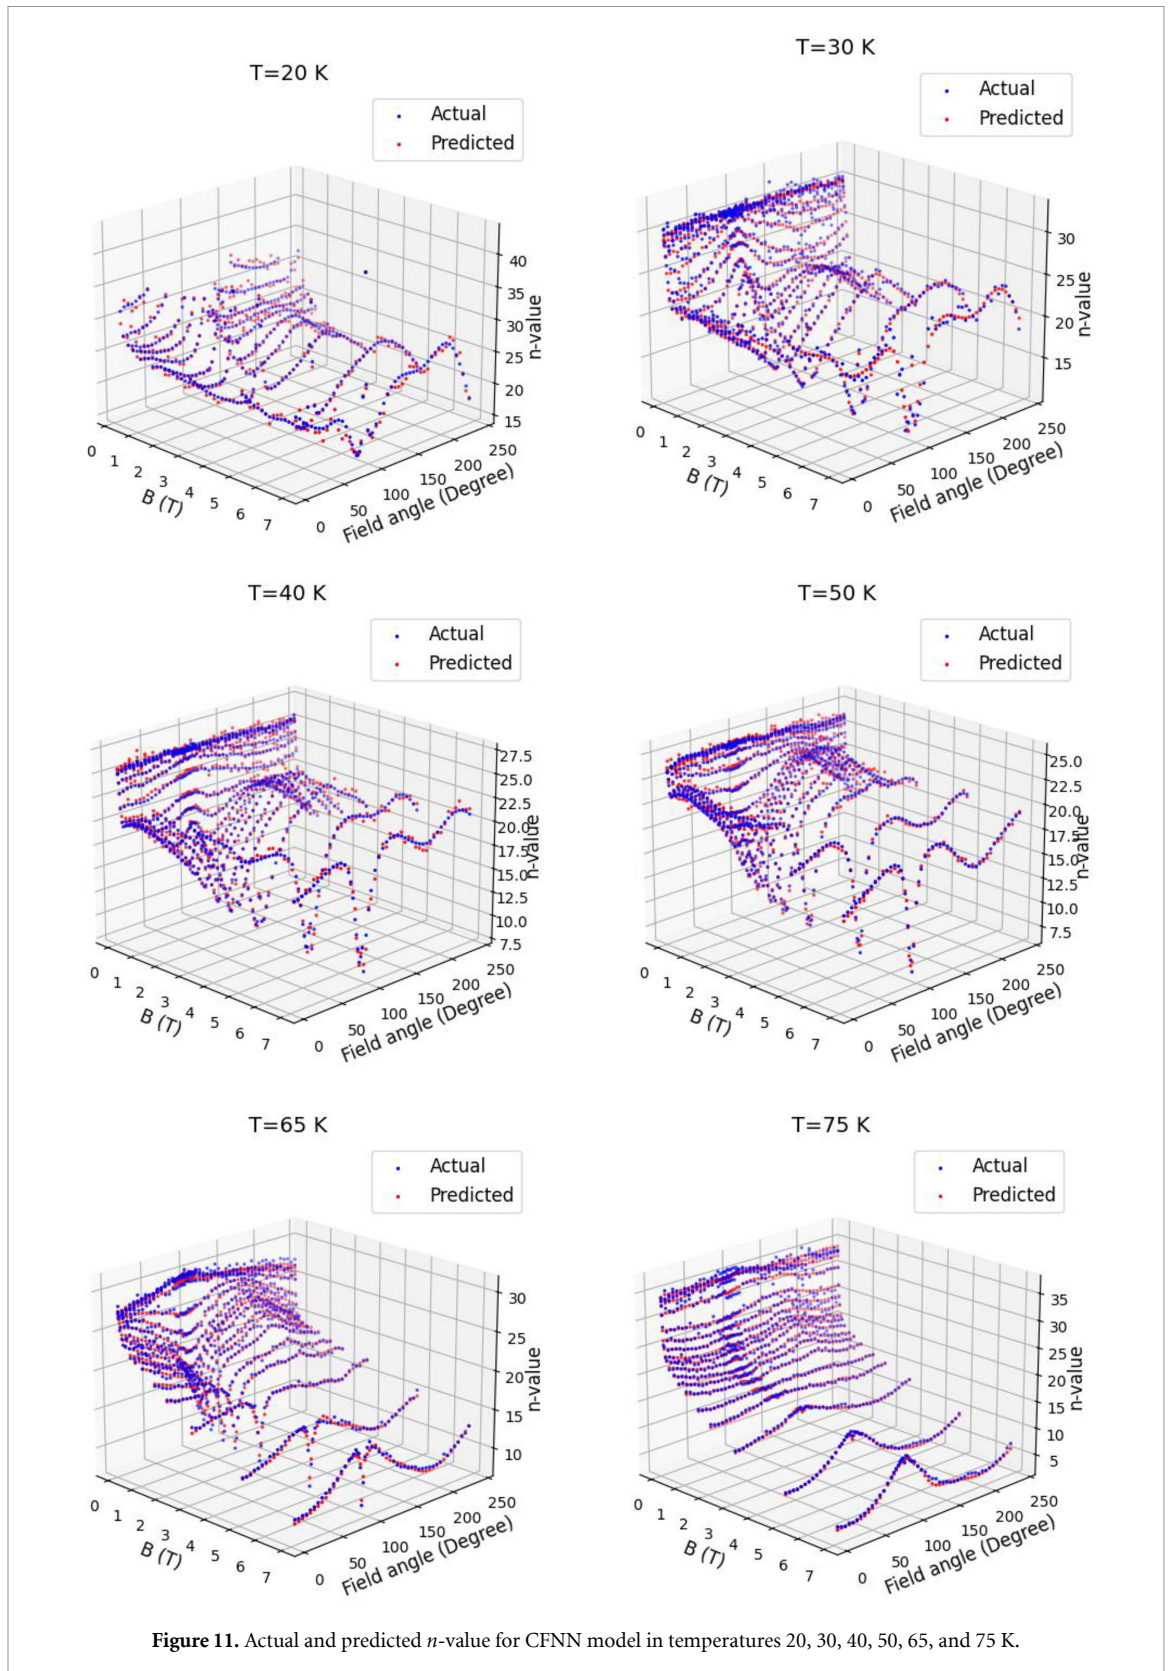 T=20 K
Actual
Predicted
40
35
30
25
20
15
n-value
0 1 2 3 4 5 6 7
B (T)
0 50 100 150 200 250
Field angle (Degree)
T=30 K
Actual
Predicted
30
25
20
15
n-value
0 1 2 3 4 5 6 7
B (T)
0 50 100 150 200 250
Field angle (Degree)
T=40 K
Actual
Predicted
27.5
25.0
22.5
20.0
17.5
15.0
12.5
10.0
7.5
n-value
0 1 2 3 4 5 6 7
B (T)
0 50 100 150 200 250
Field angle (Degree)
T=50 K
Actual
Predicted
25.0
22.5
20.0
17.5
15.0
12.5
10.0
7.5
n-value
0 1 2 3 4 5 6 7
B (T)
0 50 100 150 200 250
Field angle (Degree)
T=65 K
Actual
Predicted
30
25
20
15
10
n-value
0 1 2 3 4 5 6 7
B (T)
0 50 100 150 200 250
Field angle (Degree)
T=75 K
Actual
Predicted
35
30
25
20
15
10
5
n-value
0 1 2 3 4 5 6 7
B (T)
0 50 100 150 200 250
Field angle (Degree)
Figure 11. Actual and predicted n-value for CFNN model in temperatures 20, 30, 40, 50, 65, and 75 K.